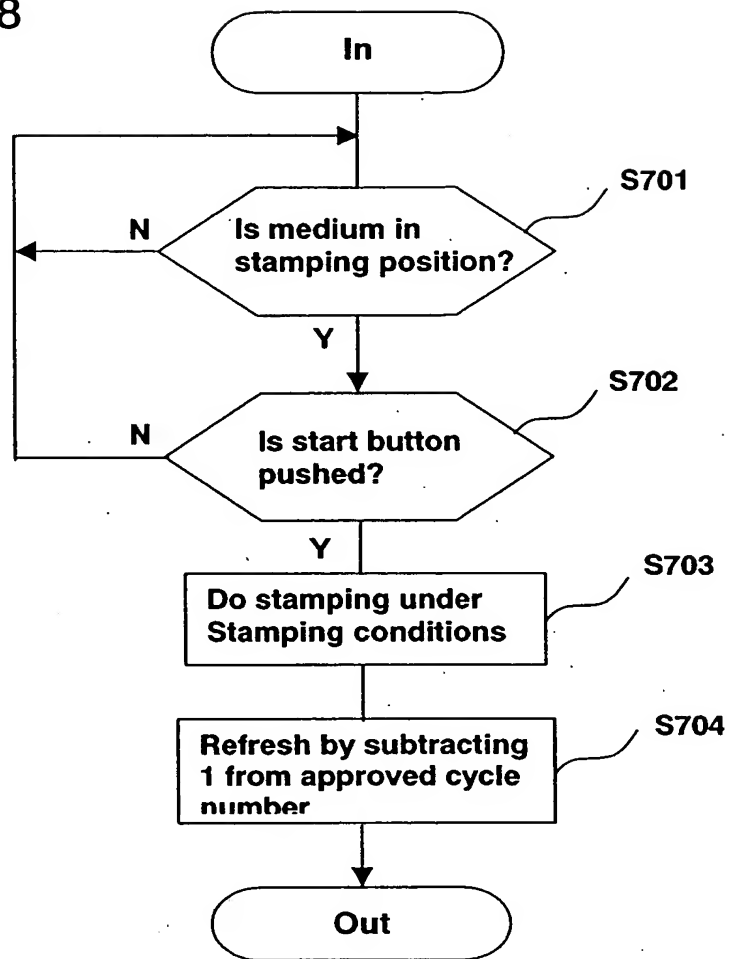 8
In
S701
N
Is medium in
stamping position?
Y
S702
N
Is start button
pushed?
Y
S703
Do stamping under
Stamping conditions
S704
Refresh by subtracting
1 from approved cycle
number
Out